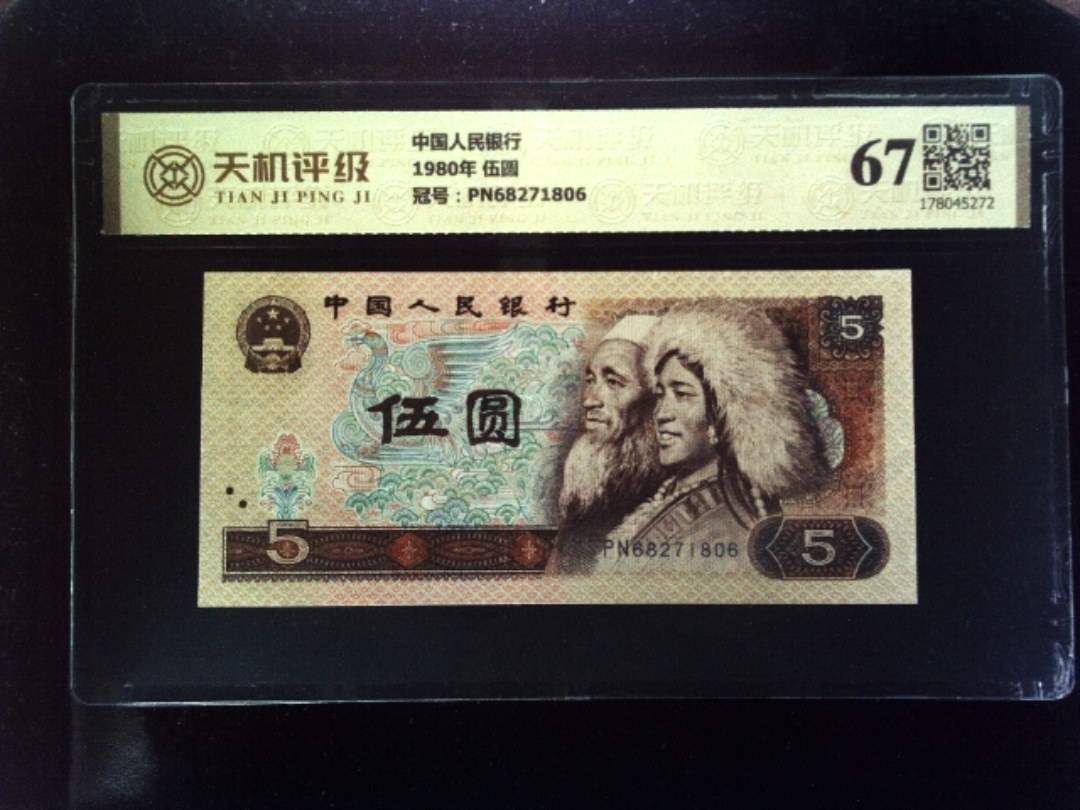 天机评级
TIAN JI PING JI
中国人民银行
1980年 伍圆
冠号：PN68271806
67
178045272
中国人民银行
5
伍圆
5
PN68271806
5